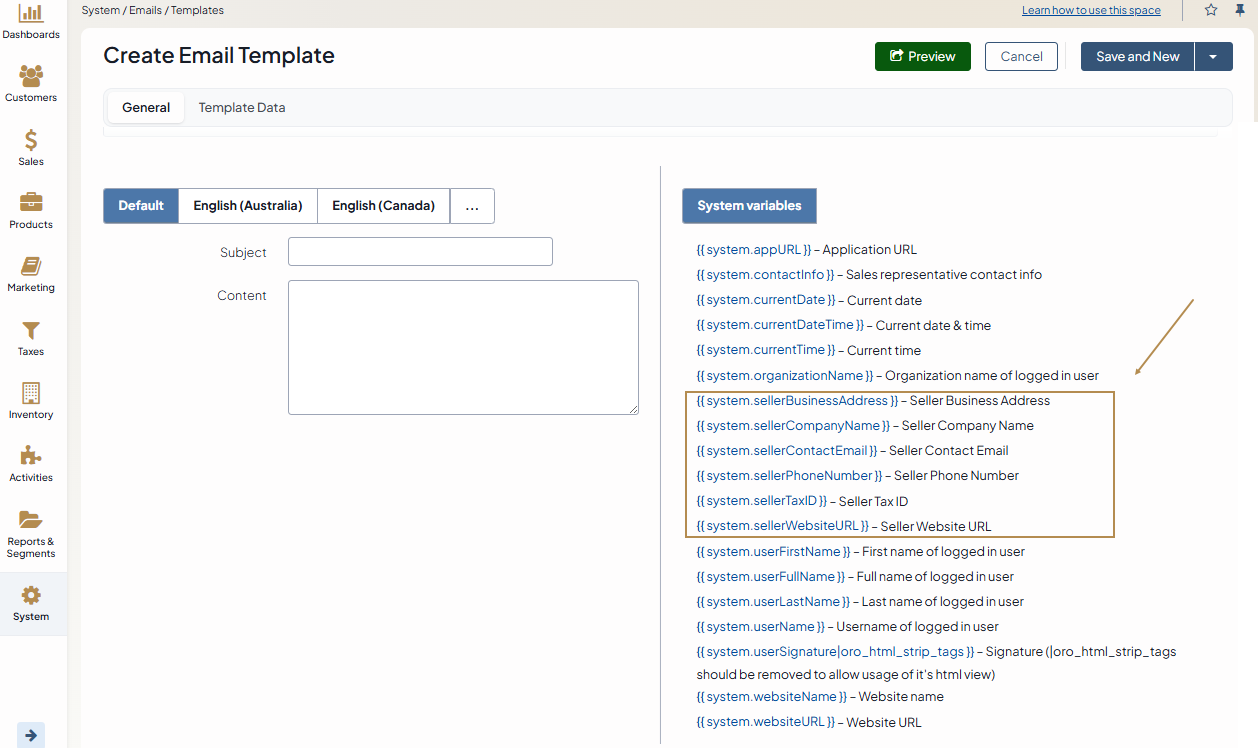 System / Emails / Templates
Learn how to use this space
Dashboards
Customers
Sales
Products
Marketing
Taxes
Inventory
Activities
Reports &
Segments
System
Create Email Template
Preview
Cancel
Save and New
General
Template Data
Default
English (Australia)
English (Canada)
...
Subject
Content
System variables
{{ system.appURL }} – Application URL
{{ system.contactInfo }} – Sales representative contact info
{{ system.currentDate }} – Current date
{{ system.currentDateTime }} – Current date & time
{{ system.currentTime }} – Current time
{{ system.organizationName }} – Organization name of logged in user
{{ system.sellerBusinessAddress }} – Seller Business Address
{{ system.sellerCompanyName }} – Seller Company Name
{{ system.sellerContactEmail }} – Seller Contact Email
{{ system.sellerPhoneNumber }} – Seller Phone Number
{{ system.sellerTaxID }} – Seller Tax ID
{{ system.sellerWebsiteURL }} – Seller Website URL
{{ system.userFirstName }} – First name of logged in user
{{ system.userFullName }} – Full name of logged in user
{{ system.userLastName }} – Last name of logged in user
{{ system.userName }} – Username of logged in user
{{ system.userSignature|oro_html_strip_tags }} – Signature (|oro_html_strip_tags
should be removed to allow usage of it's html view)
{{ system.websiteName }} – Website name
{{ system.websiteURL }} – Website URL